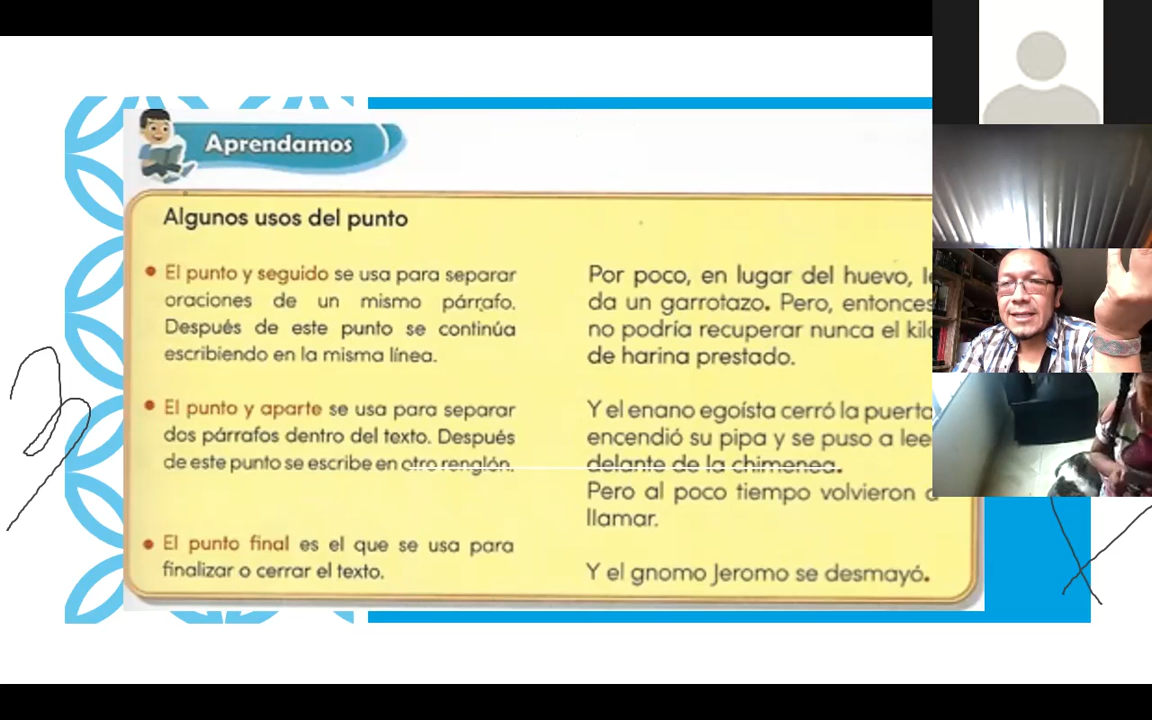 Aprendamos
Algunos usos del punto
El punto y seguido se usa para separar
oraciones de un mismo párrafo.
Después de este punto se continúa
escribiendo en la misma línea.
Por poco, en lugar del huevo,
da un garrotazo. Pero, entonces
no podría recuperar nunca el
de harina prestado.
El punto y aparte se usa para separar
dos párrafos dentro del texto. Después
de este punto se escribe en otro renglón.
Y el enano egoísta cerró la puerta
encendió su pipa y se puso a
delante de la chimenea.
Pero al poco tiempo volvieron a
llamar.
El punto final es el que se usa para
finalizar o cerrar el texto.
Y el gnomo Jeromo se desmayó.